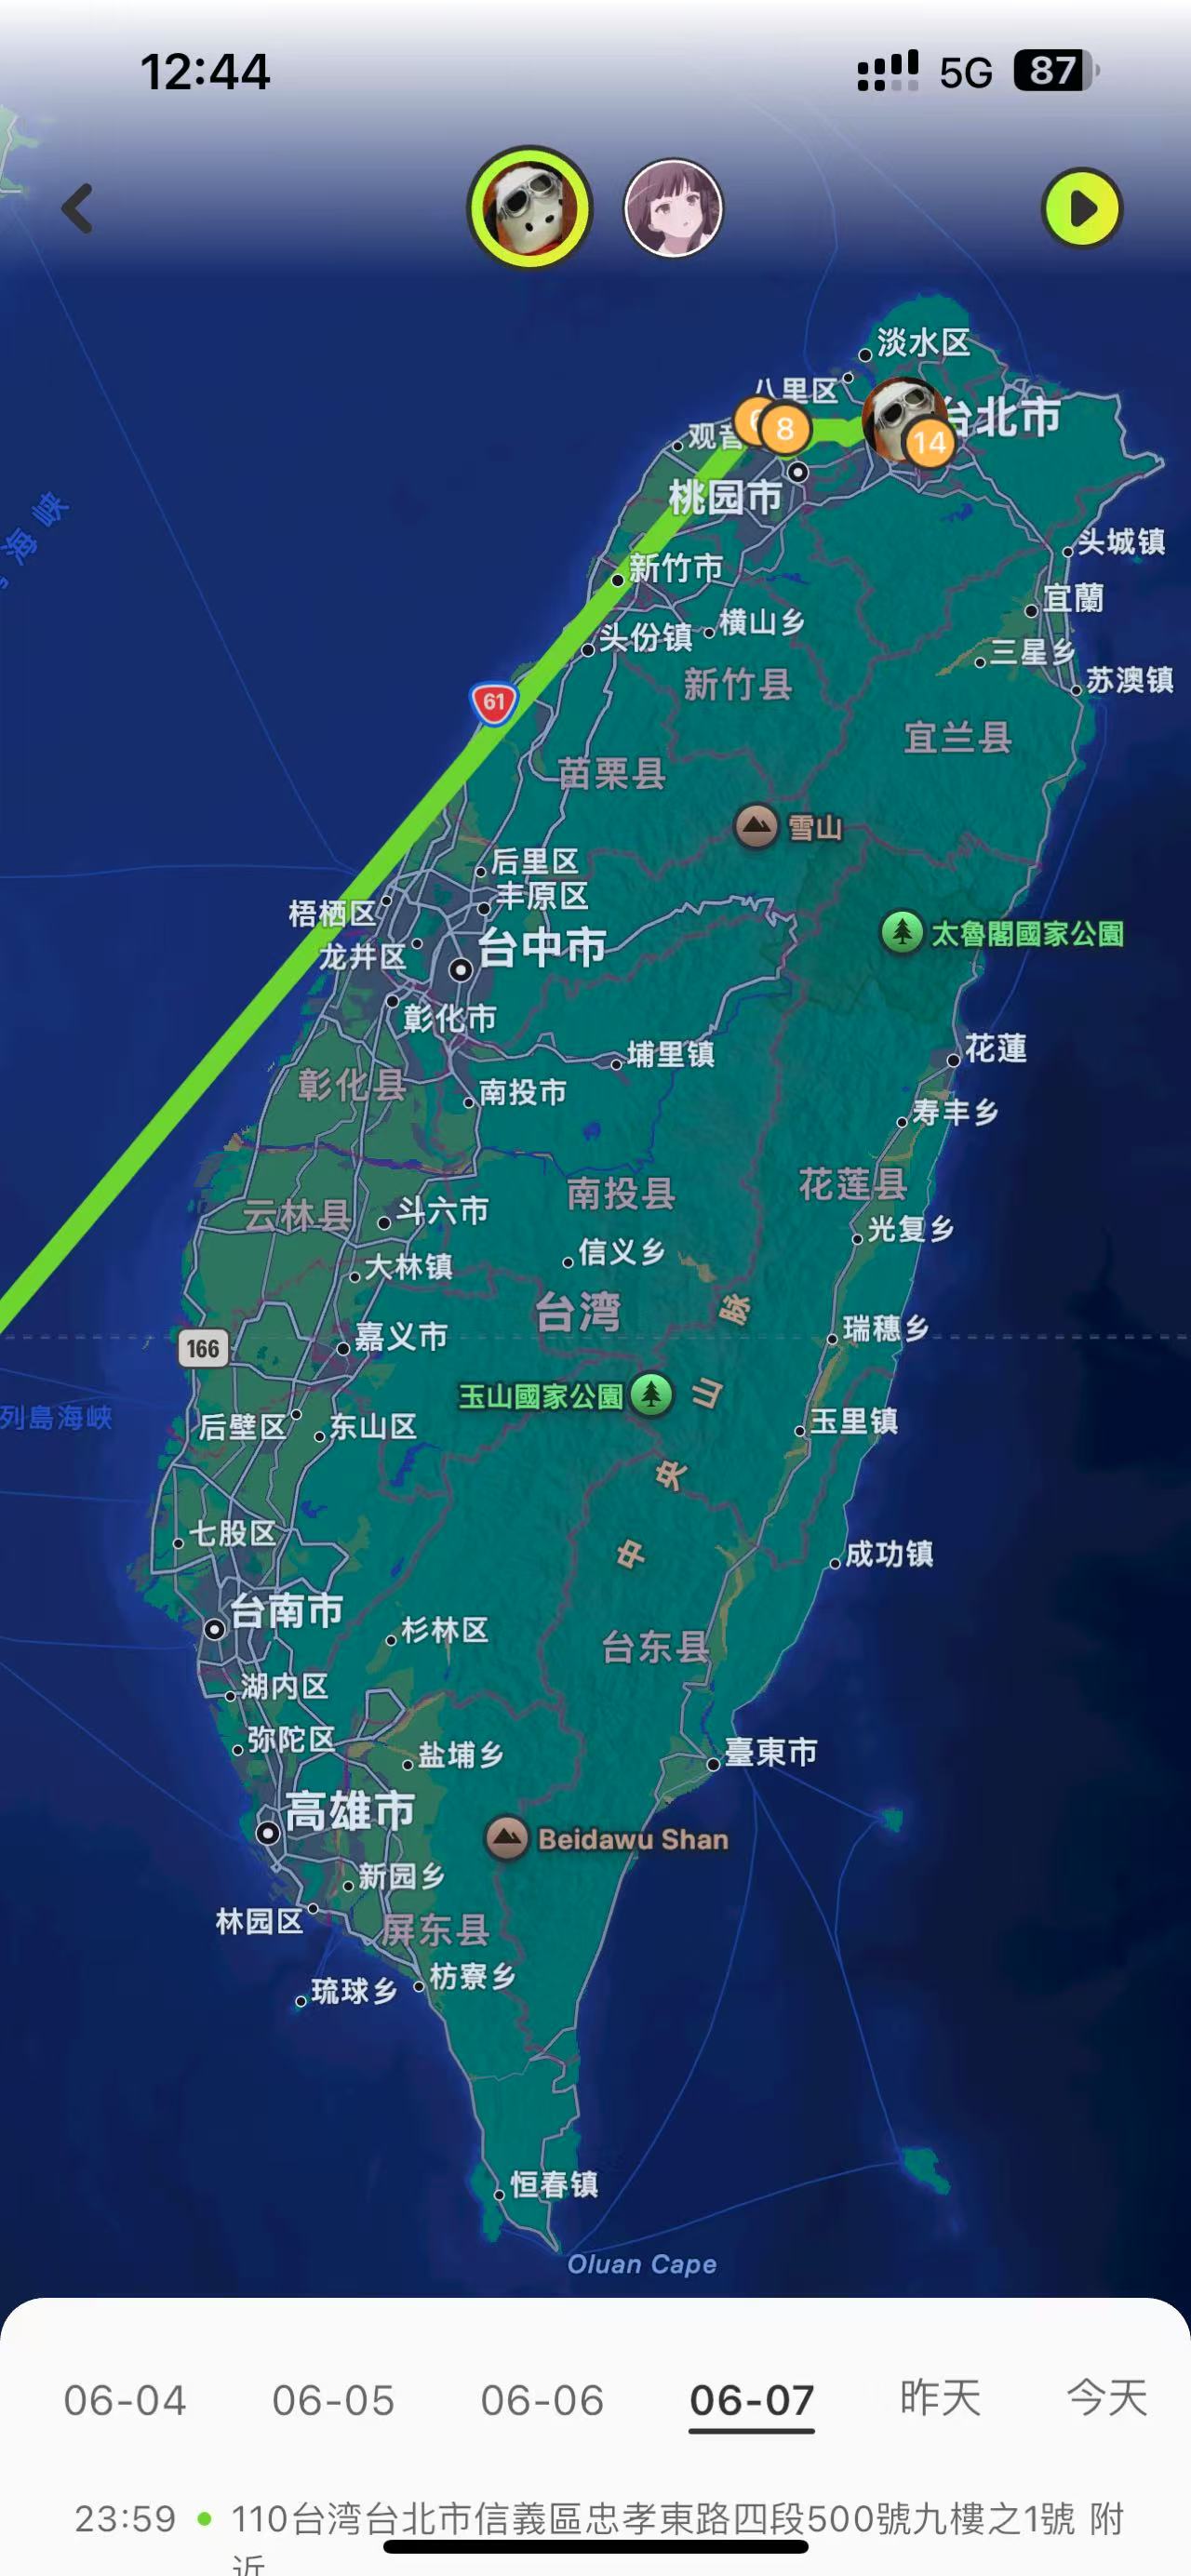 12:44
5G 87
淡水区
八里区
台北市
6
8
14
桃园市
新竹市
头城镇
宜蘭
横山乡
头份镇
三星乡
苏澳镇
新竹县
61
宜兰县
苗栗县
雪山
后里区
丰原区
梧栖区
太魯閣國家公園
台中市
龙井区
彰化市
花蓮
埔里镇
彰化县
南投市
寿丰乡
花莲县
南投县
云林县
斗六市
光复乡
信义乡
大林镇
台湾
瑞穗乡
嘉义市
166
玉山國家公園
列島海峡
后壁区
东山区
玉里镇
中央山脉
七股区
成功镇
台南市
杉林区
台东县
湖内区
弥陀区
盐埔乡
臺東市
高雄市
Beidawu Shan
新园乡
林园区
屏东县
枋寮乡
琉球乡
恒春镇
Oluan Cape
06-04 06-05 06-06 06-07 昨天 今天
23:59 110台湾台北市信義區忠孝東路四段500號九樓之1號 附
近